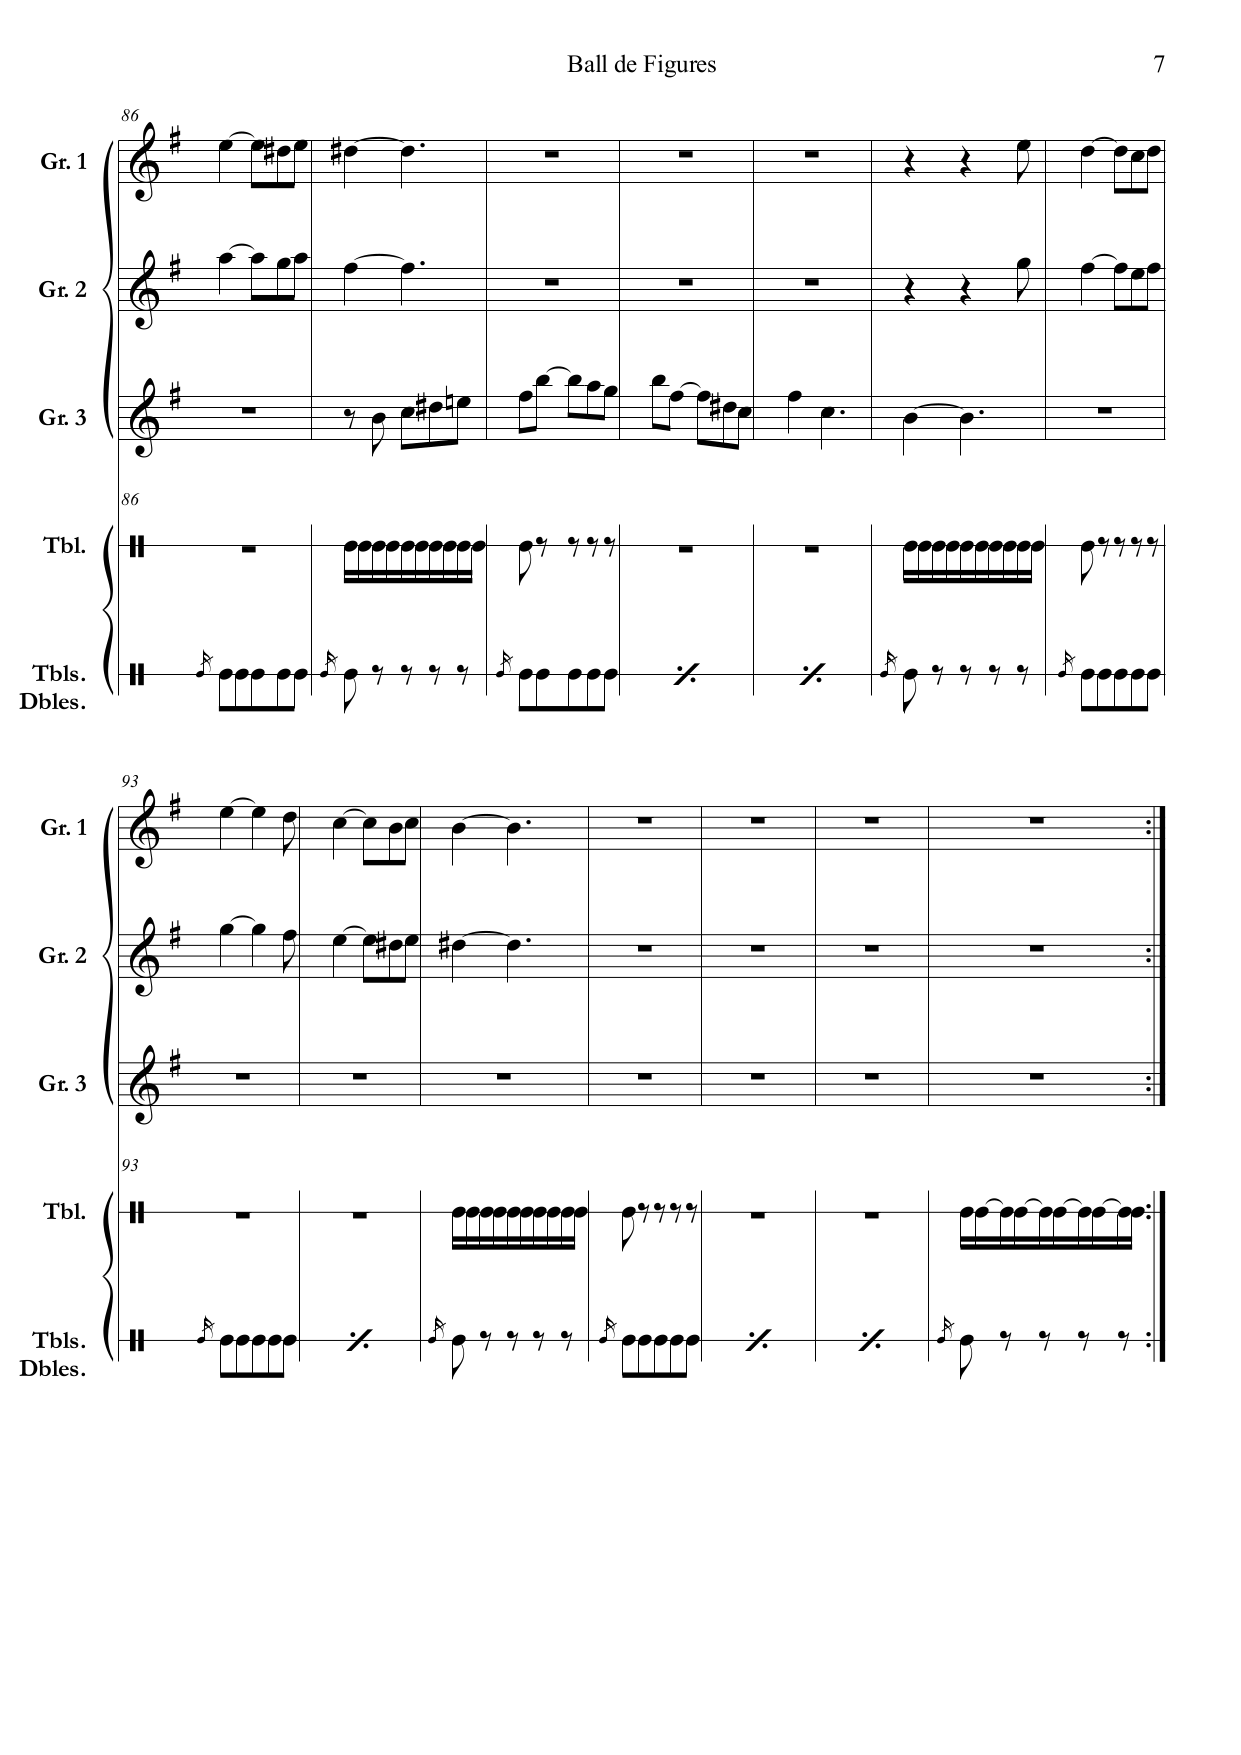 Ball de Figures
7
86
Gr. 1
Gr. 2
Gr. 3
86
Tbl.
Tbls.
Dbles.
93
Gr. 1
Gr. 2
Gr. 3
93
Tbl.
Tbls.
Dbles.